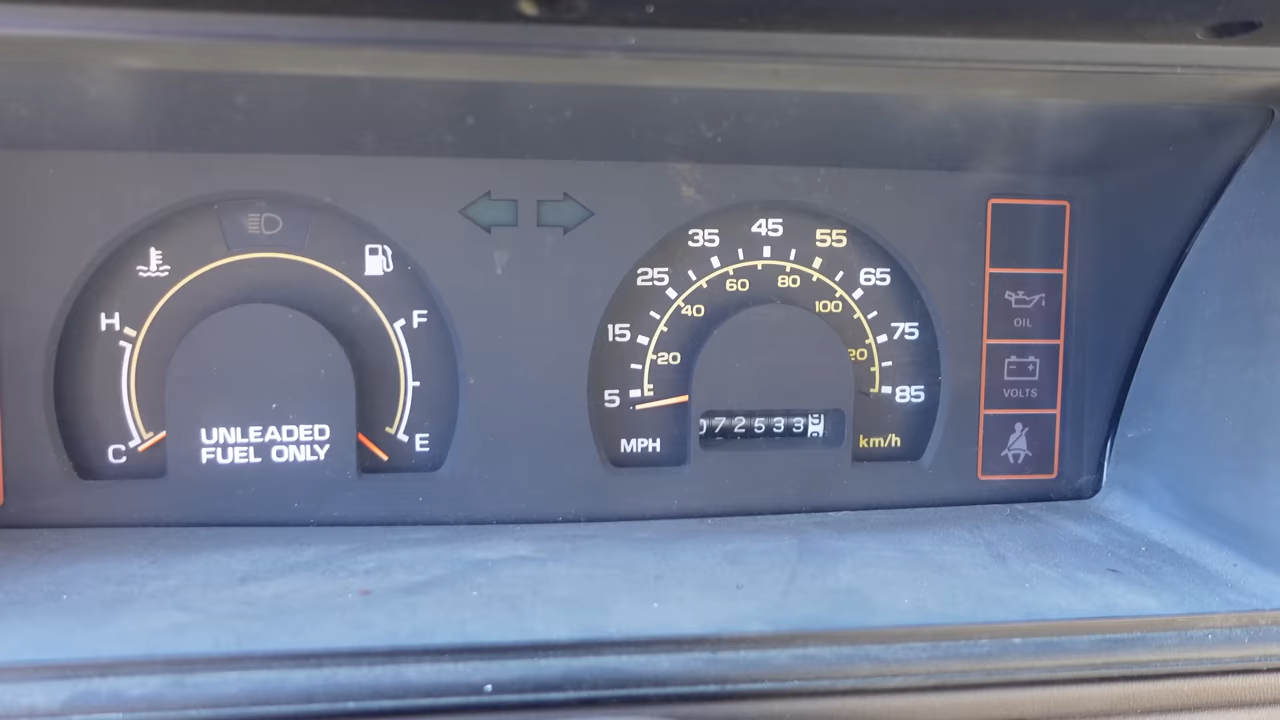 45
35 55
25 65
60 80
40 100
H F
15 75
20 20
5 85
072533
C UNLEADED E
FUEL ONLY
MPH km/h
OIL
VOLTS